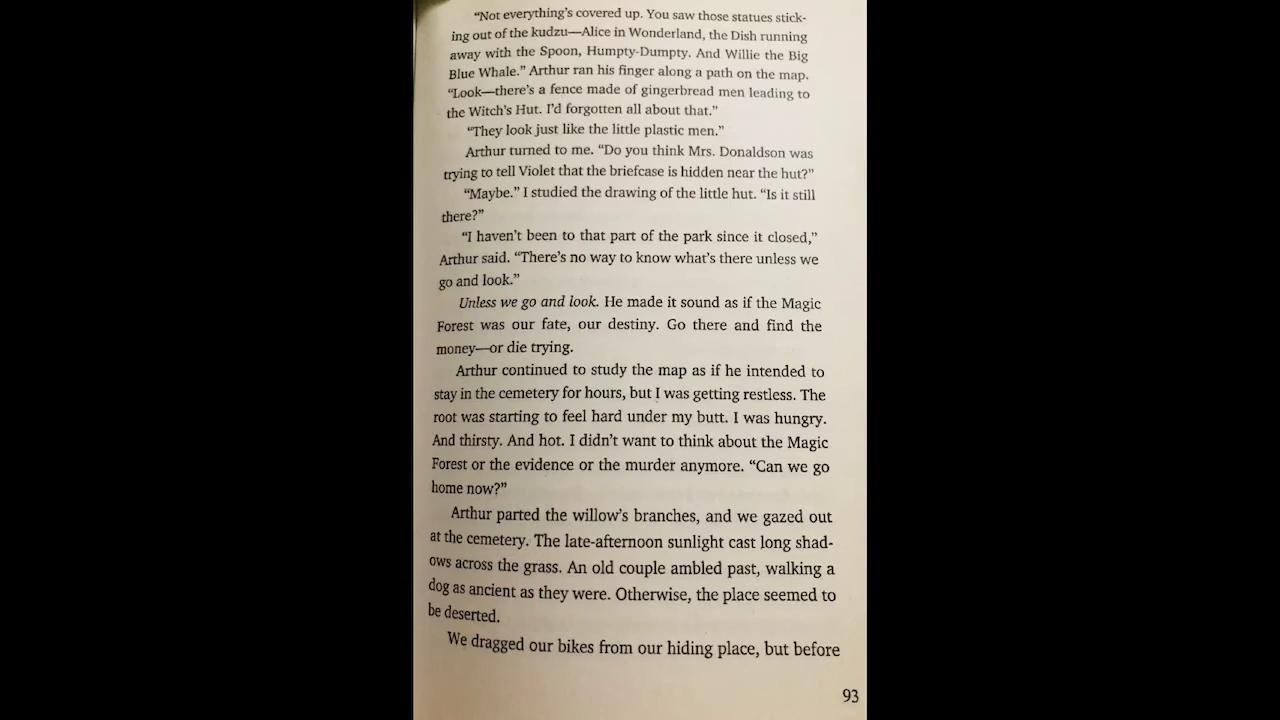 “Not everything’s covered up. You saw those statues stick-
ing out of the kudzu—Alice in Wonderland, the Dish running
away with the Spoon, Humpty-Dumpty. And Willie the Big
Blue Whale.” Arthur ran his finger along a path on the map.
“Look—there’s a fence made of gingerbread men leading to
the Witch’s Hut. I’d forgotten all about that.”
“They look just like the little plastic men.”
Arthur turned to me. “Do you think Mrs. Donaldson was
trying to tell Violet that the briefcase is hidden near the hut?”
“Maybe.” I studied the drawing of the little hut. “Is it still
there?”
“I haven’t been to that part of the park since it closed,”
Arthur said. “There’s no way to know what’s there unless we
go and look.”
Unless we go and look. He made it sound as if the Magic
Forest was our fate, our destiny. Go there and find the
money—or die trying.
Arthur continued to study the map as if he intended to
stay in the cemetery for hours, but I was getting restless. The
root was starting to feel hard under my butt. I was hungry.
And thirsty. And hot. I didn’t want to think about the Magic
Forest or the evidence or the murder anymore. “Can we go
home now?”
Arthur parted the willow’s branches, and we gazed out
at the cemetery. The late-afternoon sunlight cast long shad-
ows across the grass. An old couple ambled past, walking a
dog as ancient as they were. Otherwise, the place seemed to
be deserted.
We dragged our bikes from our hiding place, but before
93